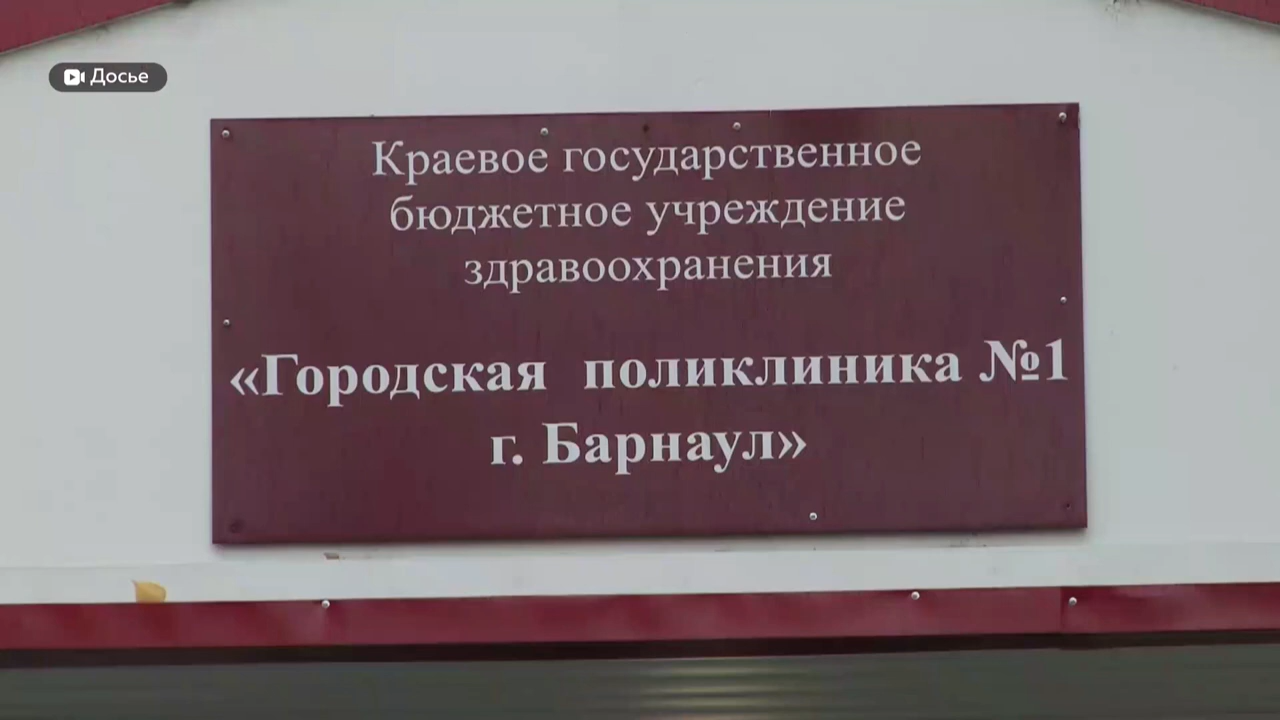 Досье
Краевое государственное
бюджетное учреждение
здравоохранения
«Городская поликлиника №1
г. Барнаул»